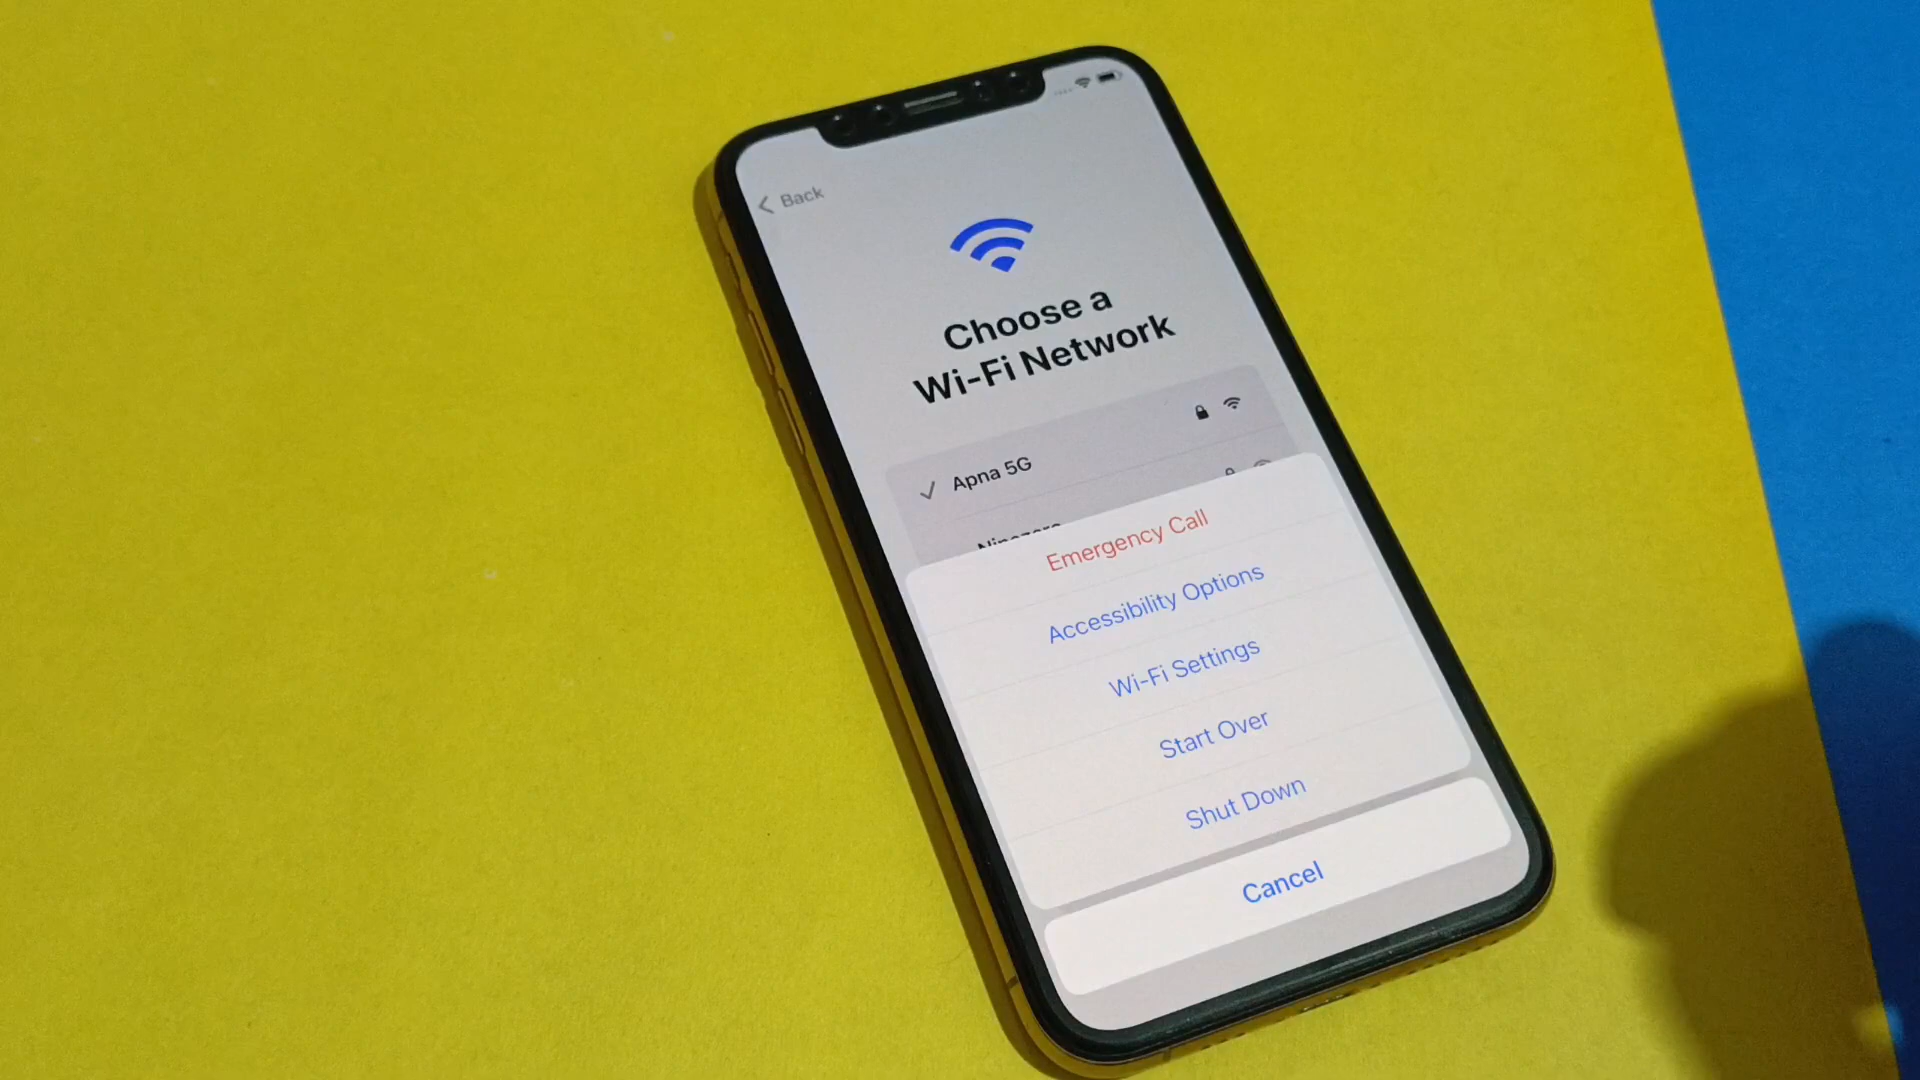 Back
Choose a
Wi-Fi Network
Apna 5G
Emergency Call
Accessibility Options
Wi-Fi Settings
Start Over
Shut Down
Cancel